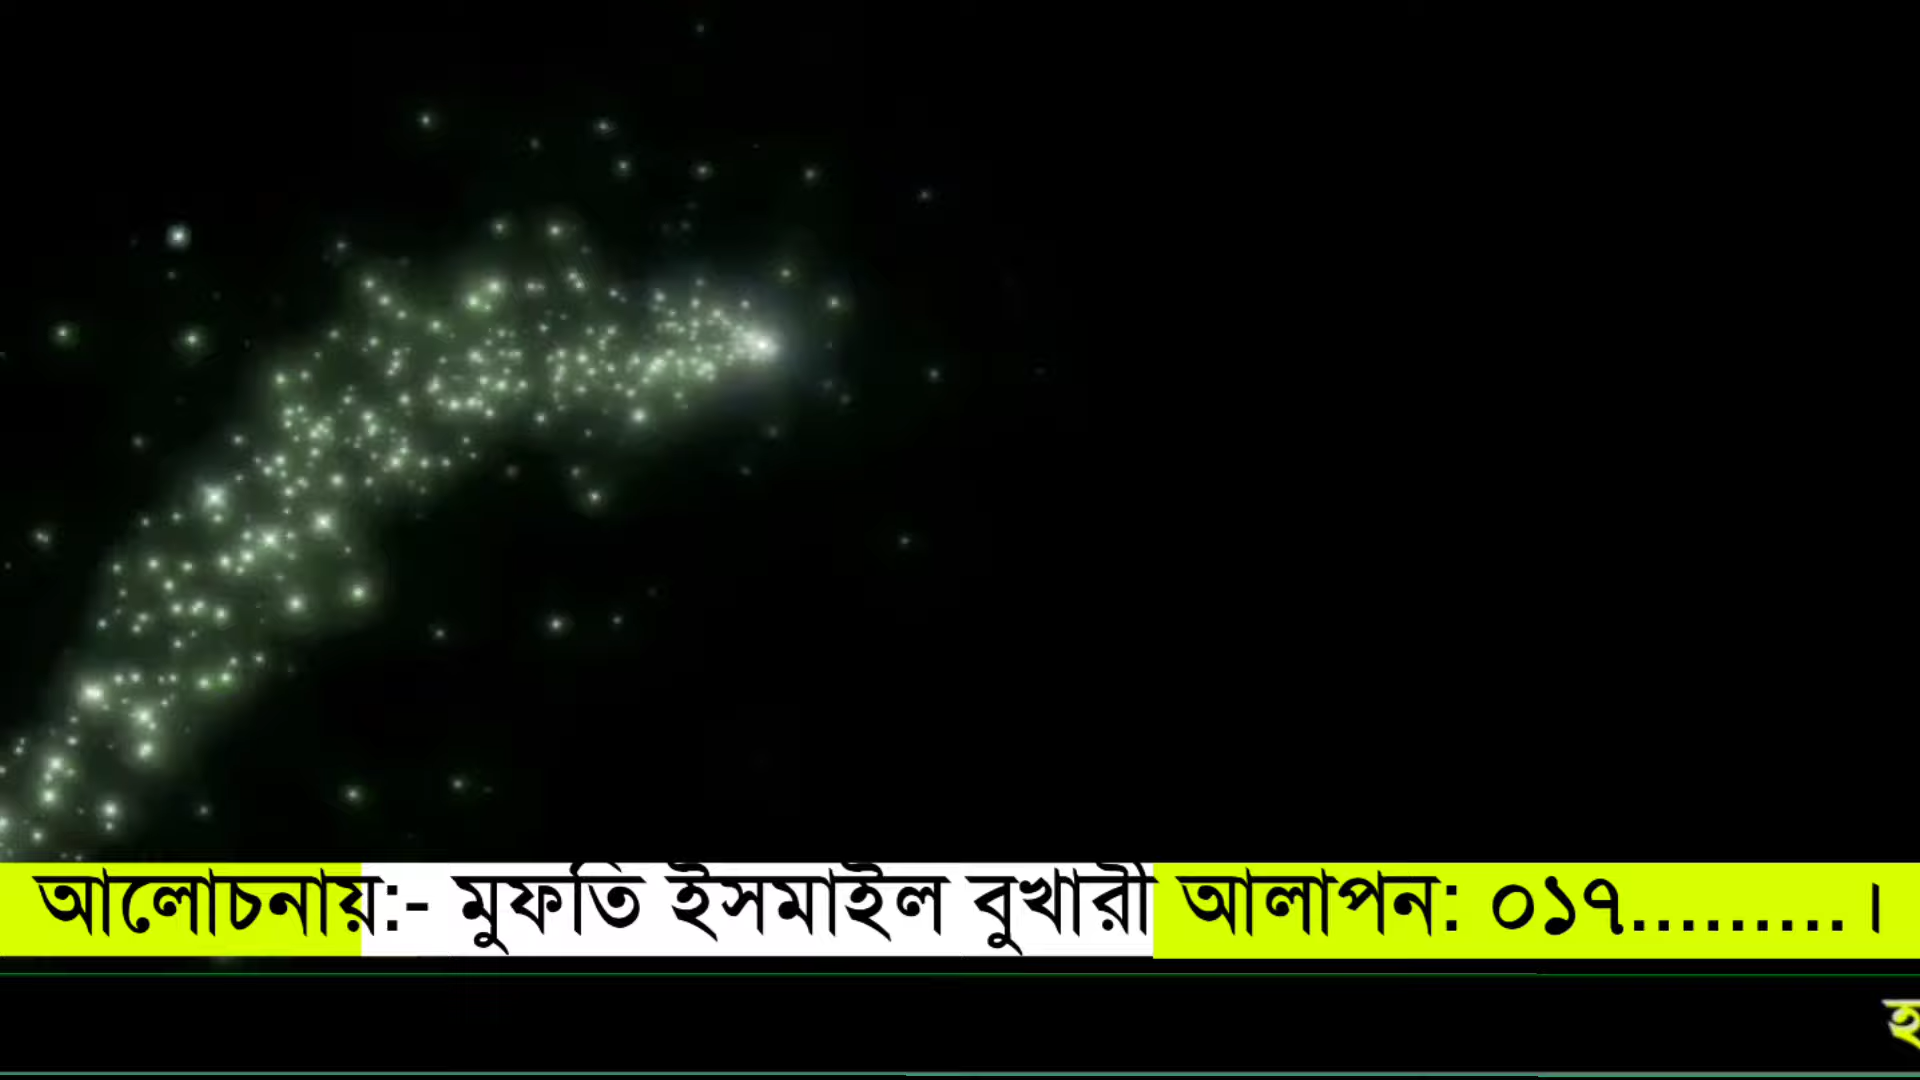 আলোচনায়:- মুফতি ইসমাইল বুখারী আলাপন: ০১৭.........।